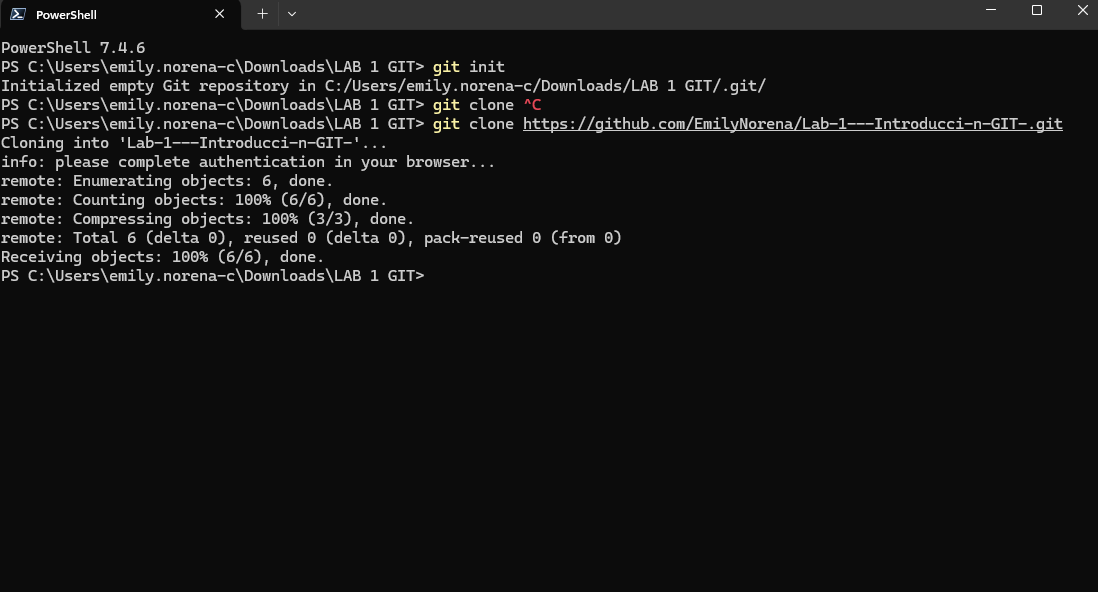 PowerShell
PowerShell 7.4.6
PS C:\Users\emily.norena-c\Downloads\LAB 1 GIT> git init
Initialized empty Git repository in C:/Users/emily.norena-c/Downloads/LAB 1 GIT/.git/
PS C:\Users\emily.norena-c\Downloads\LAB 1 GIT> git clone ^C
PS C:\Users\emily.norena-c\Downloads\LAB 1 GIT> git clone https://github.com/EmilyNorena/Lab-1---Introducci-n-GIT-.git
Cloning into 'Lab-1---Introducci-n-GIT-'...
info: please complete authentication in your browser...
remote: Enumerating objects: 6, done.
remote: Counting objects: 100% (6/6), done.
remote: Compressing objects: 100% (3/3), done.
remote: Total 6 (delta 0), reused 0 (delta 0), pack-reused 0 (from 0)
Receiving objects: 100% (6/6), done.
PS C:\Users\emily.norena-c\Downloads\LAB 1 GIT>